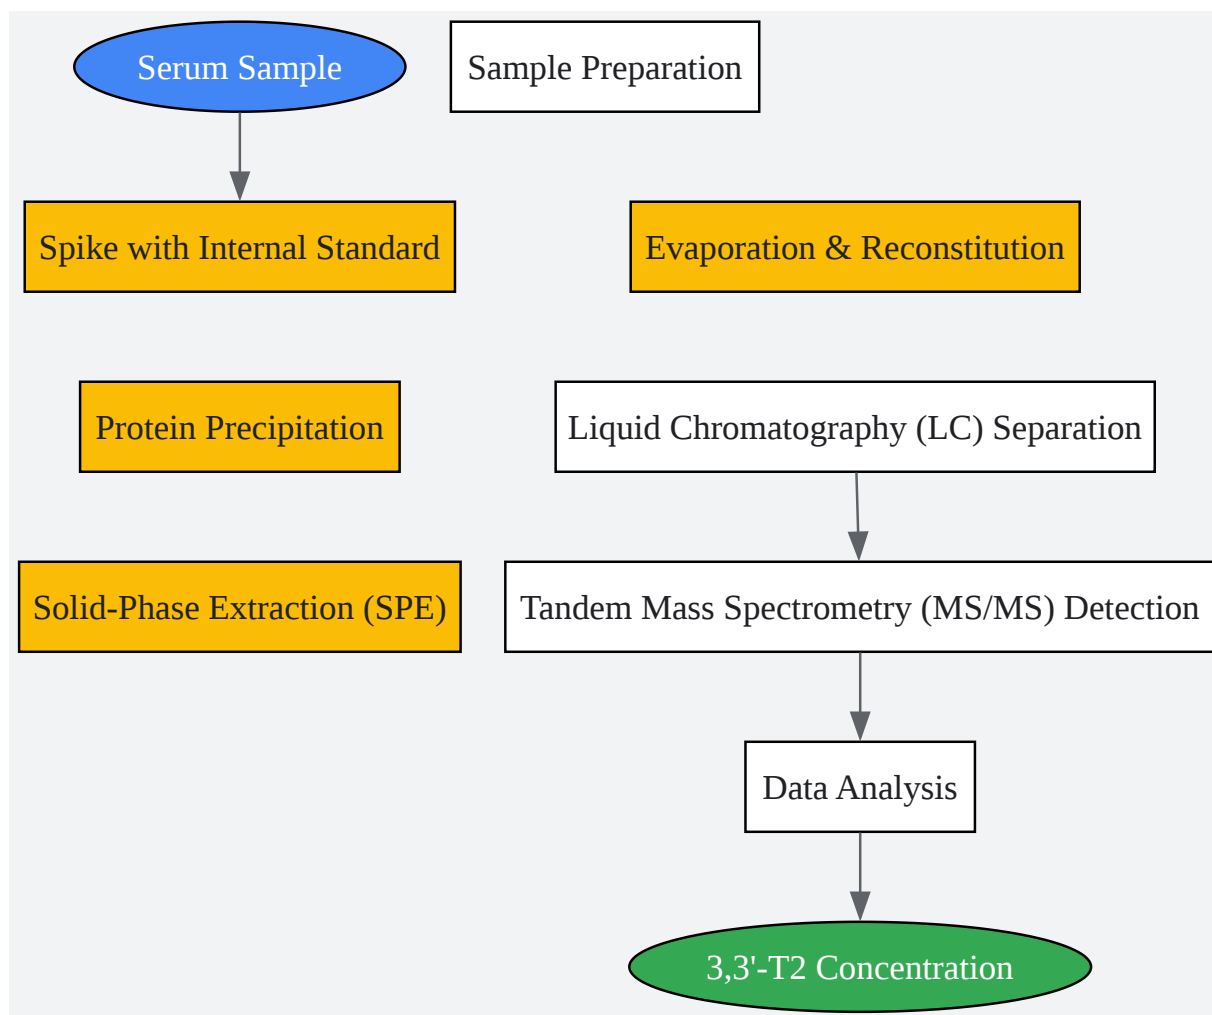 Serum Sample
Sample Preparation
Spike with Internal Standard
Evaporation & Reconstitution
Protein Precipitation
Liquid Chromatography (LC) Separation
Solid-Phase Extraction (SPE)
Tandem Mass Spectrometry (MS/MS) Detection
Data Analysis
3,3'-T2 Concentration